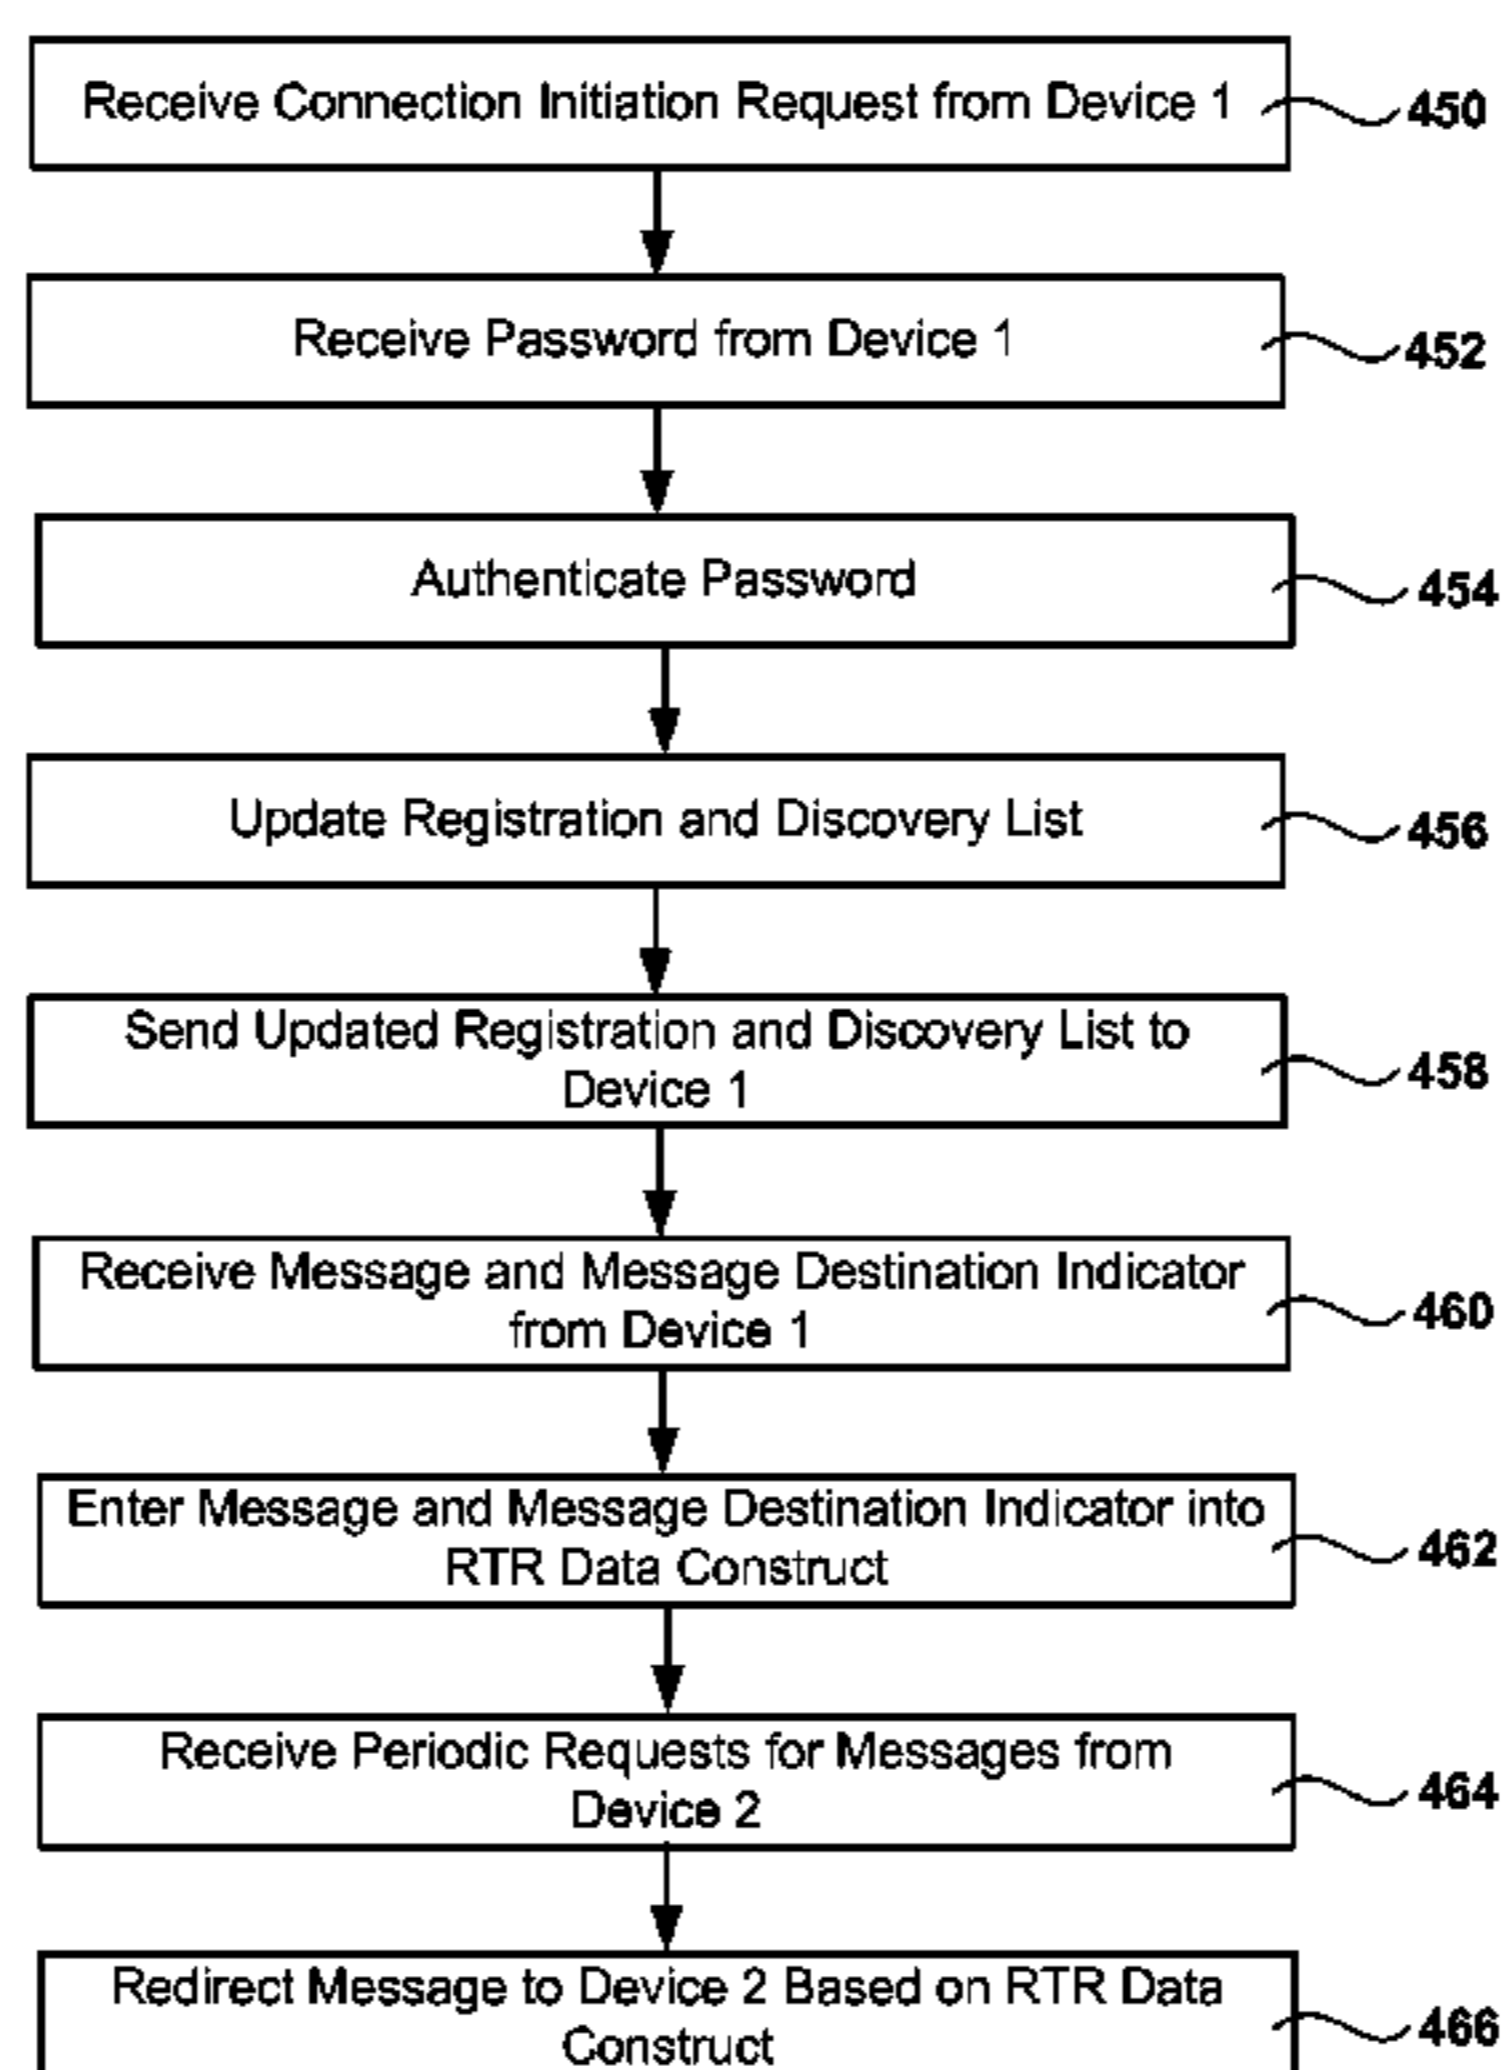 Receive Connection Initiation Request from Device 1
450
Receive Password from Device 1
452
Authenticate Password
454
Update Registration and Discovery List
456
Send Updated Registration and Discovery List to
Device 1
458
Receive Message and Message Destination Indicator
from Device 1
460
Enter Message and Message Destination Indicator into
RTR Data Construct
462
Receive Periodic Requests for Messages from
Device 2
464
Redirect Message to Device 2 Based on RTR Data
Construct
466